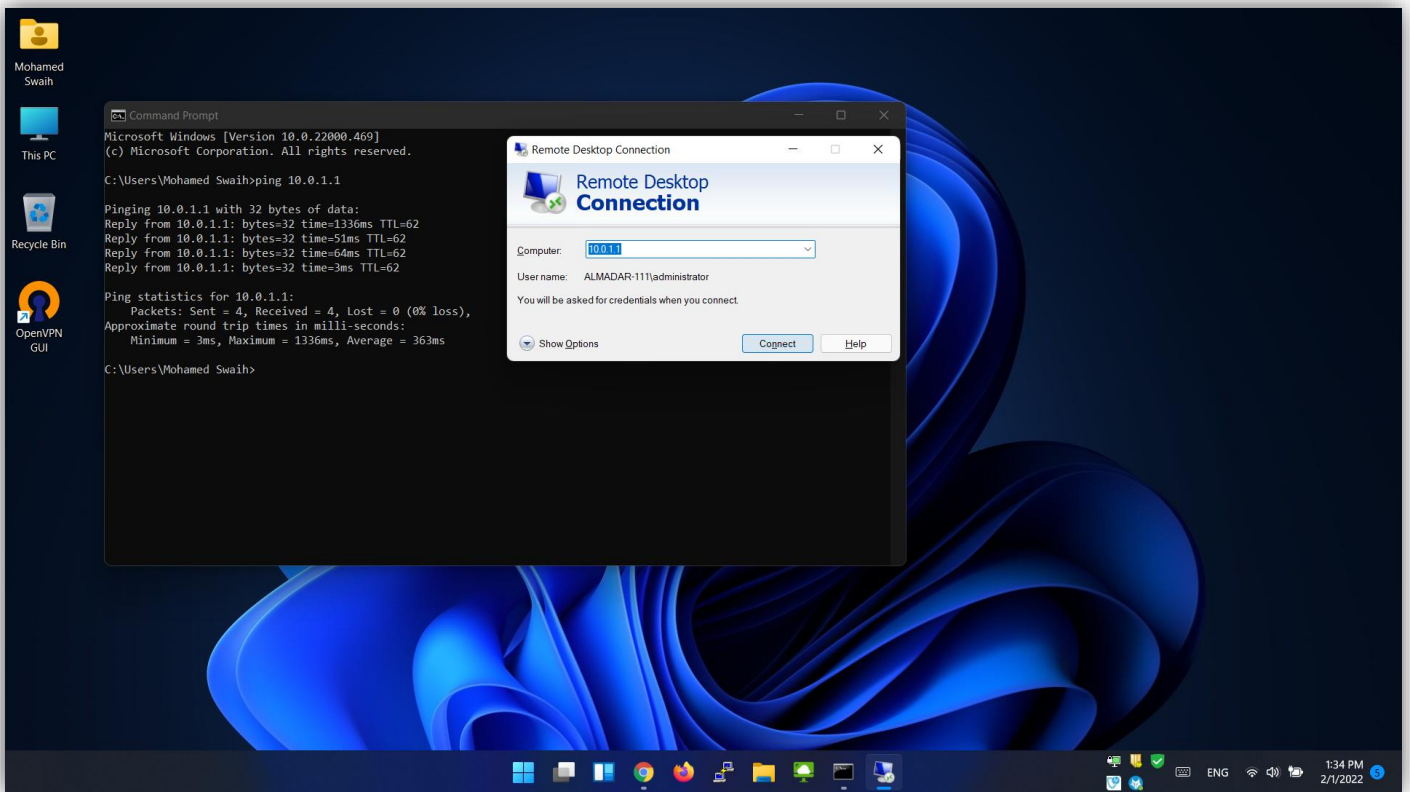 Mohamed
Swaih
This PC
Recycle Bin
OpenVPN
GUI
Command Prompt
Microsoft Windows [Version 10.0.22000.469]
(c) Microsoft Corporation. All rights reserved.
C:\Users\Mohamed Swaih>ping 10.0.1.1
Pinging 10.0.1.1 with 32 bytes of data:
Reply from 10.0.1.1: bytes=32 time=1336ms TTL=62
Reply from 10.0.1.1: bytes=32 time=51ms TTL=62
Reply from 10.0.1.1: bytes=32 time=64ms TTL=62
Reply from 10.0.1.1: bytes=32 time=3ms TTL=62
Ping statistics for 10.0.1.1:
Packets: Sent = 4, Received = 4, Lost = 0 (0% loss),
Approximate round trip times in milli-seconds:
Minimum = 3ms, Maximum = 1336ms, Average = 363ms
C:\Users\Mohamed Swaih>
Remote Desktop Connection
Remote Desktop
Connection
Computer: 10.0.1.1
User name: ALMADAR-111\administrator
You will be asked for credentials when you connect.
Show Options
Connect
Help
ENG
1:34 PM
2/1/2022
5